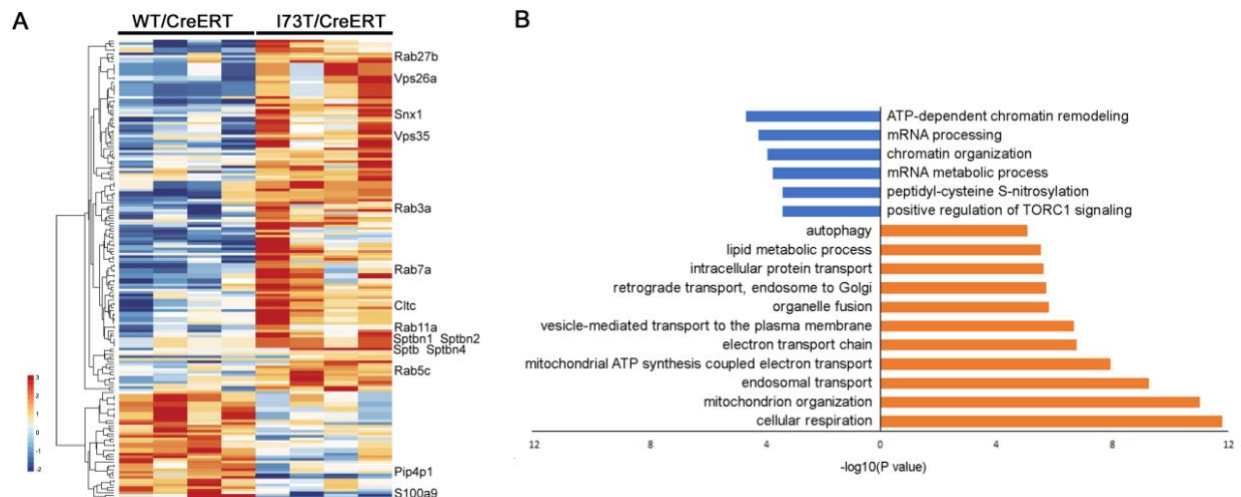 A
WT/CreERT I73T/CreERT
Rab27b
Vps26a
Snx1
Vps35
Rab3a
Rab7a
Cltc
Rab11a
Sptbn1 Sptbn2
Sptb Sptbn4
Rab5c
Pip4p1
S100a9
3
2
1
0
-1
-2
B
ATP-dependent chromatin remodeling
mRNA processing
chromatin organization
mRNA metabolic process
peptidyl-cysteine S-nitrosylation
positive regulation of TORC1 signaling
autophagy
lipid metabolic process
intracellular protein transport
retrograde transport, endosome to Golgi
organelle fusion
vesicle-mediated transport to the plasma membrane
electron transport chain
mitochondrial ATP synthesis coupled electron transport
endosomal transport
mitochondrion organization
cellular respiration
12 8 4 0 4 8 12
-log10(P value)